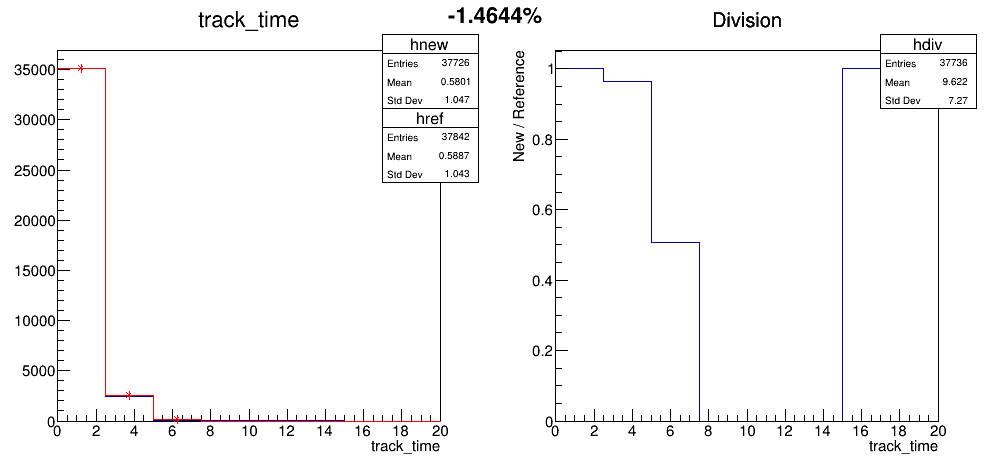 -1.4644%
track_time
hnew
Entries 37726
Mean 0.5801
Std Dev 1.047
href
Entries 37842
Mean 0.5887
Std Dev 1.043
35000
30000
25000
20000
15000
10000
5000
0
0 2 4 6 8 10 12 14 16 18 20
track_time
Division
hdiv
Entries 37736
Mean 9.622
Std Dev 7.27
New / Reference
1
0.8
0.6
0.4
0.2
0
0 2 4 6 8 10 12 14 16 18 20
track_time